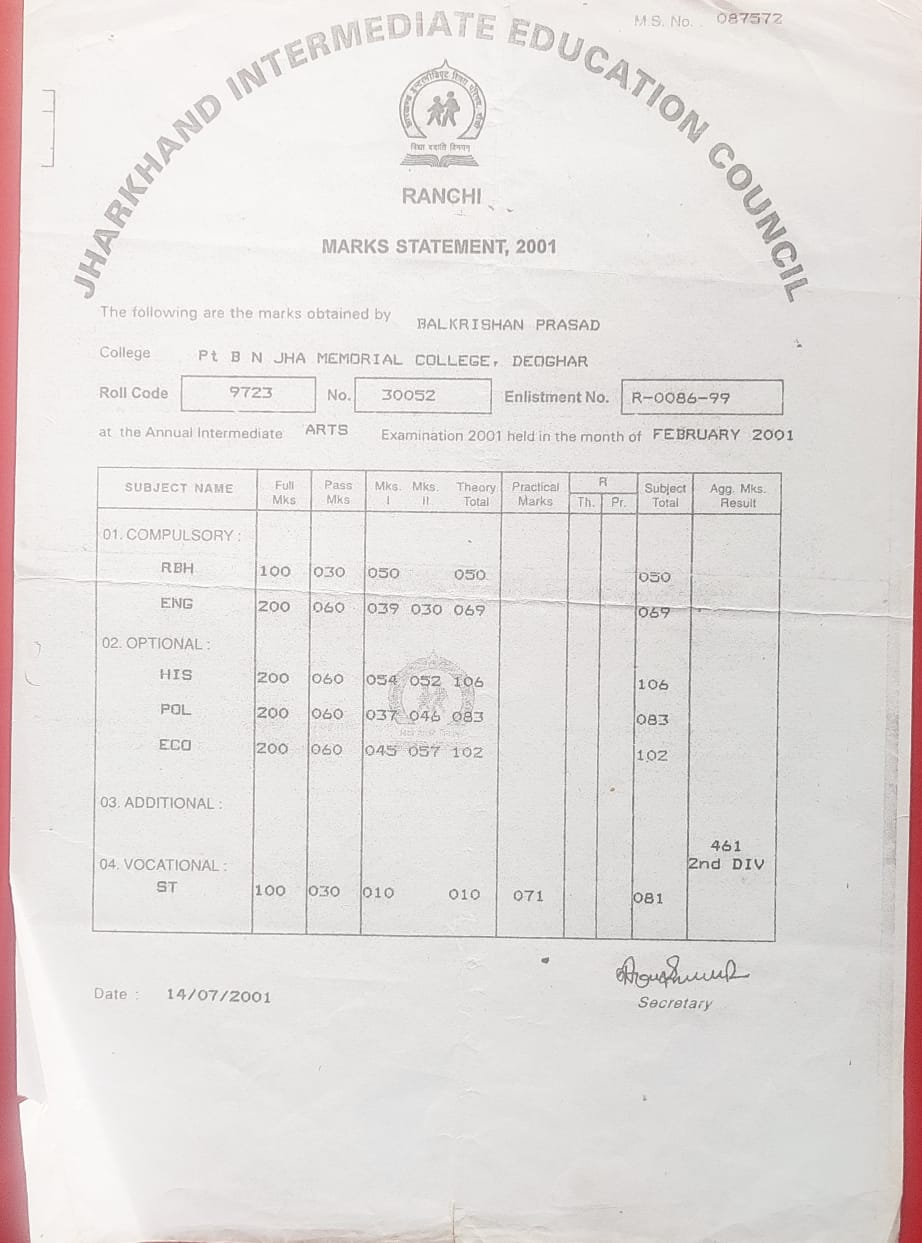 M S. No. 087572
JHARKHAND INTERMEDIATE EDUCATION COUNCIL
विद्या ददाति विनयम्
RANCHI
MARKS STATEMENT, 2001
The following are the marks obtained by BALKRISHAN PRASAD
College Pt B N JHA MEMORIAL COLLEGE, DEOGHAR
Roll Code 9723 No. 30052 Enlistment No. R-0086-99
at the Annual Intermediate ARTS Examination 2001 held in the month of FEBRUARY 2001
SUBJECT NAME Full Mks Pass Mks Mks. I Mks. II Theory Total Practical Marks R Th. Pr. Subject Total Agg. Mks. Result
01. COMPULSORY :
RBH 100 030 050 050 050
ENG 200 060 039 030 069 069
02. OPTIONAL :
HIS 200 060 054 052 106 106
POL 200 060 037 046 083 083
ECO 200 060 045 057 102 102
03. ADDITIONAL :
461
04. VOCATIONAL : 2nd DIV
ST 100 030 010 010 071 081
Date : 14/07/2001
Secretary